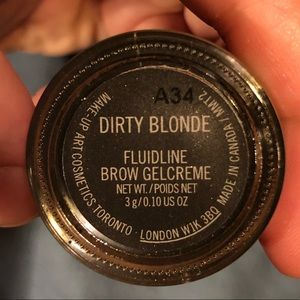 A34
DIRTY BLONDE
FLUIDLINE
BROW GELCREME
NET WT. / POIDS NET
3 g / 0.10 US OZ
MAKE-UP ART COSMETICS TORONTO
LONDON W1K 3BQ
MADE IN CANADA / MMT2